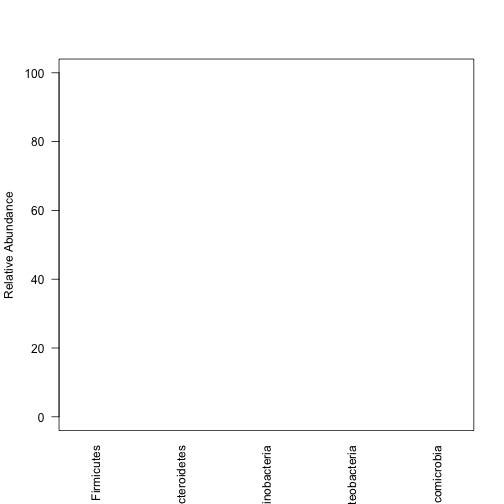 100
80
60
40
20
0
Relative Abundance
Firmicutes
cteroidetes
inobacteria
teobacteria
comicrobia